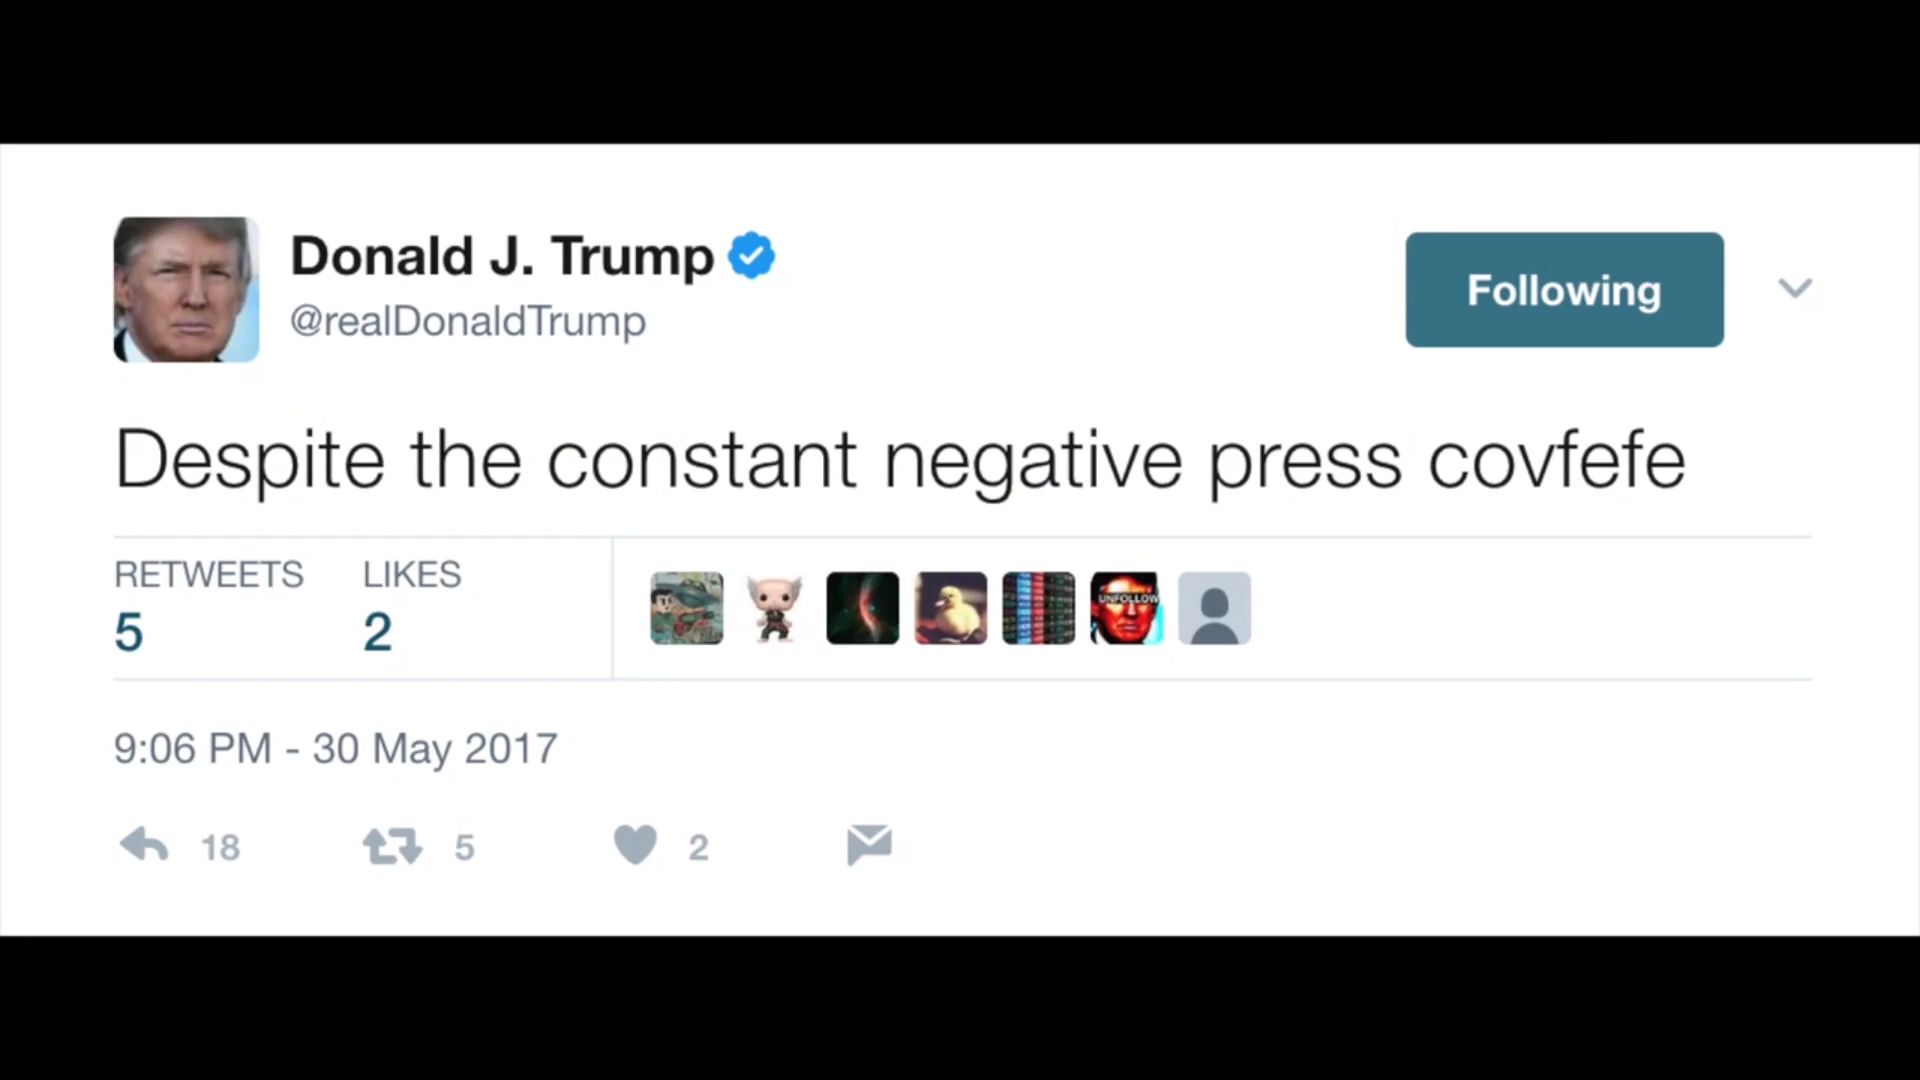 Donald J. Trump
@realDonaldTrump
Following
Despite the constant negative press covfefe
RETWEETS LIKES
5 2
UNFOLLOW
9:06 PM - 30 May 2017
18 5 2